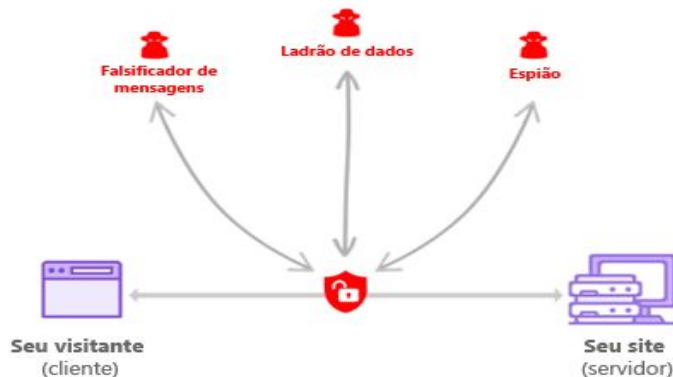 Ladrão de dados
Falsificador de
mensagens
Espião
Seu visitante
(cliente)
Seu site
(servidor)